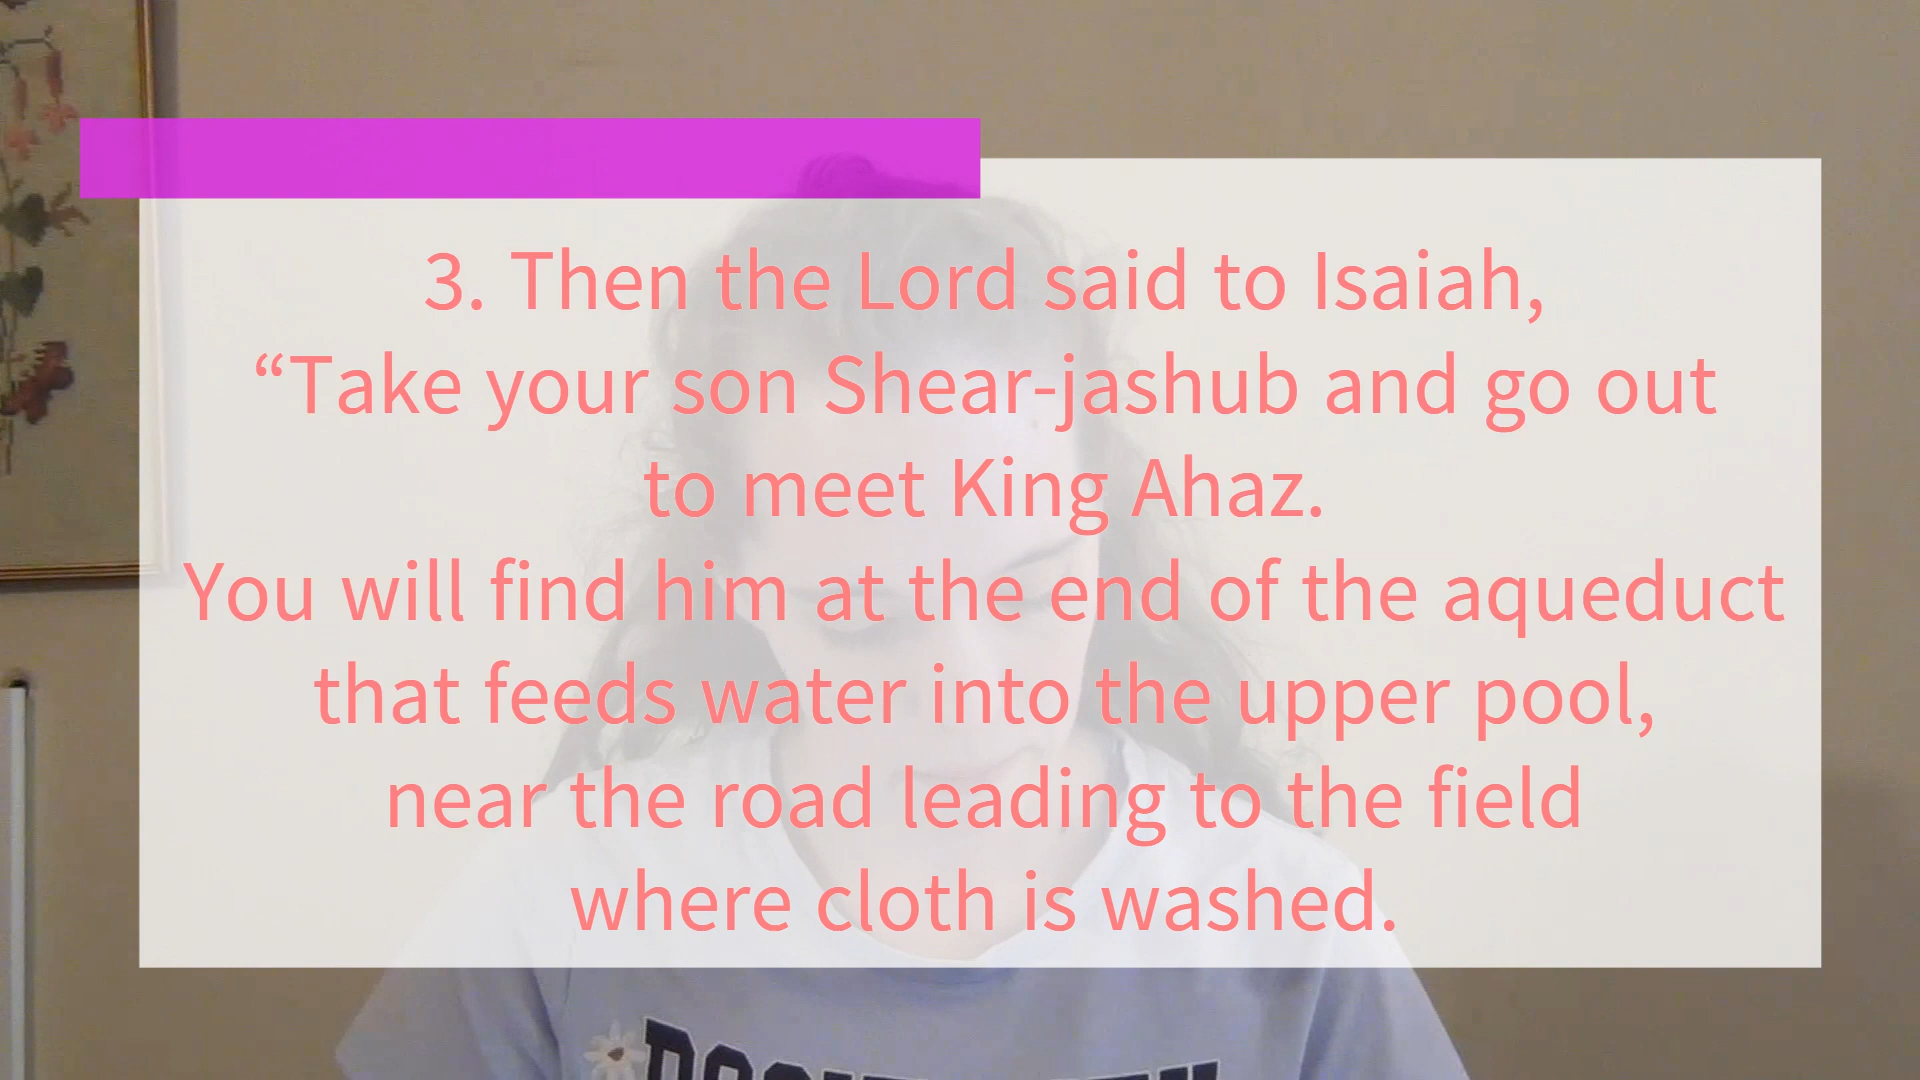 3. Then the Lord said to Isaiah,
“Take your son Shear-jashub and go out
to meet King Ahaz.
You will find him at the end of the aqueduct
that feeds water into the upper pool,
near the road leading to the field
where cloth is washed.